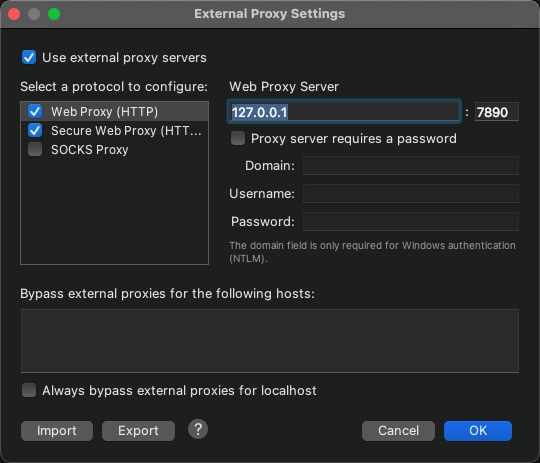 External Proxy Settings
Use external proxy servers
Select a protocol to configure:
Web Proxy (HTTP)
Secure Web Proxy (HTT...
SOCKS Proxy
Web Proxy Server
127.0.0.1 : 7890
Proxy server requires a password
Domain:
Username:
Password:
The domain field is only required for Windows authentication
(NTLM).
Bypass external proxies for the following hosts:
Always bypass external proxies for localhost
Import Export ? Cancel OK